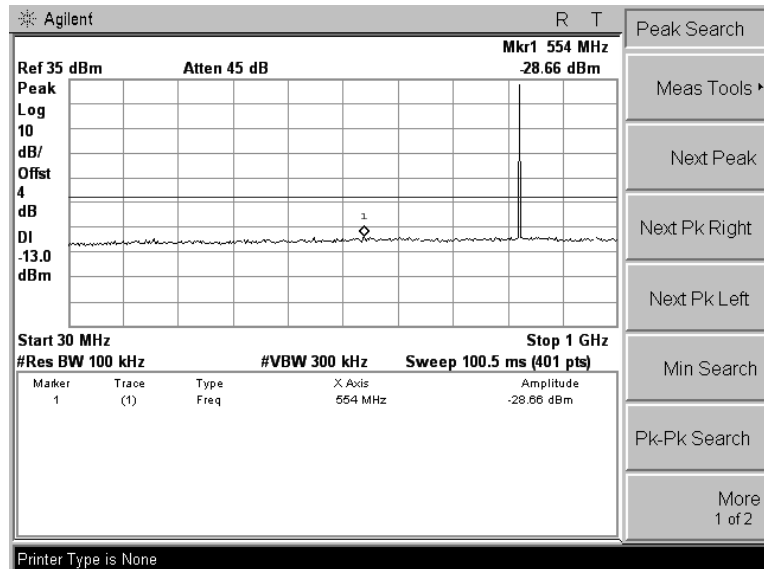 Agilent R T
Mkr1 554 MHz
Ref 35 dBm Atten 45 dB -28.66 dBm
Peak
Log
10
dB/
Offst
4
dB
DI
-13.0
dBm
1
Start 30 MHz Stop 1 GHz
#Res BW 100 kHz #VBW 300 kHz Sweep 100.5 ms (401 pts)
Marker Trace Type X Axis Amplitude
1 (1) Freq 554 MHz -28.66 dBm
Printer Type is None
Peak Search
Meas Tools
Next Peak
Next Pk Right
Next Pk Left
Min Search
Pk-Pk Search
More
1 of 2